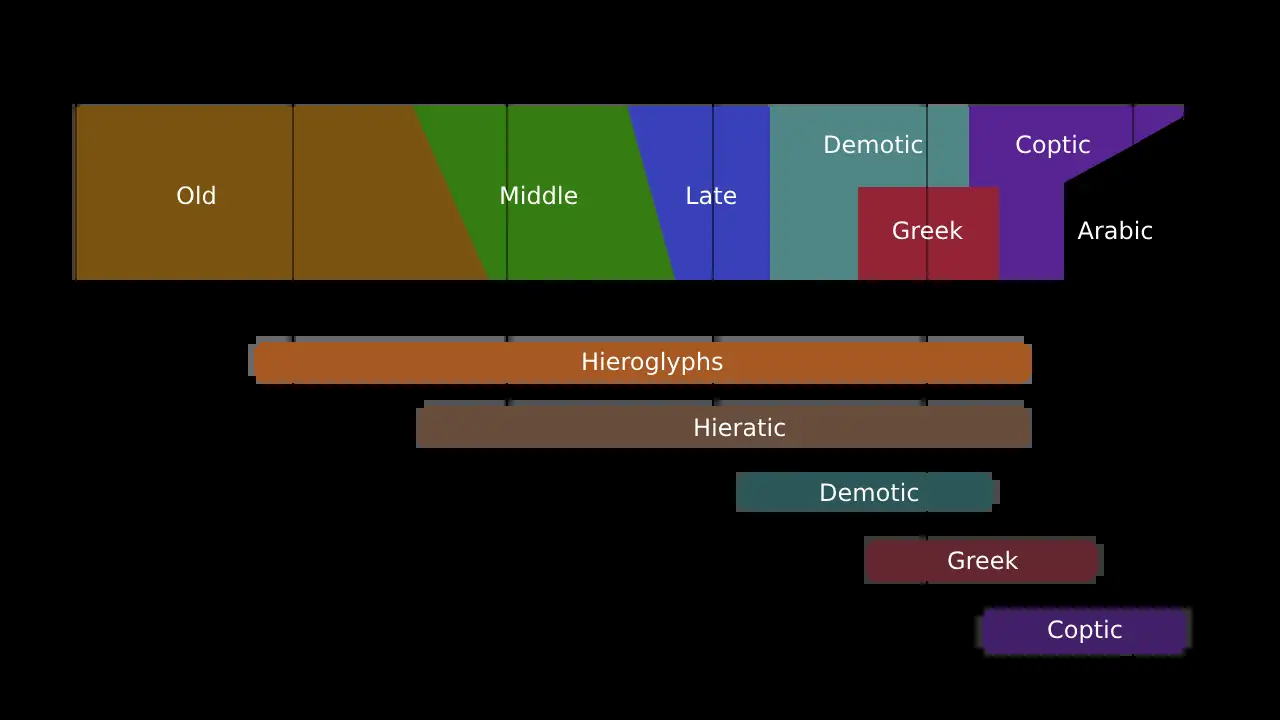 Demotic
Coptic
Old
Middle
Late
Greek
Arabic
Hieroglyphs
Hieratic
Demotic
Greek
Coptic